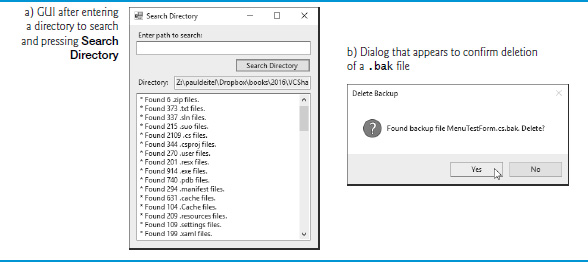 a) GUI after entering
a directory to search
and pressing Search
Directory
Search Directory
Enter path to search:
Search Directory
Directory: Z:\pauldeitel\Dropbox\books\2016\VCSha
* Found 6 .zip files.
* Found 373 .txt files.
* Found 337 .sln files.
* Found 215 .suo files.
* Found 2109 .cs files.
* Found 344 .csproj files.
* Found 270 .user files.
* Found 201 .resx files.
* Found 914 .exe files.
* Found 740 .pdb files.
* Found 294 .manifest files.
* Found 631 .cache files.
* Found 104 .Cache files.
* Found 209 .resources files.
* Found 109 .settings files.
* Found 199 .xaml files.
b) Dialog that appears to confirm deletion
of a .bak file
Delete Backup
Found backup file MenuTestForm.cs.bak. Delete?
Yes No